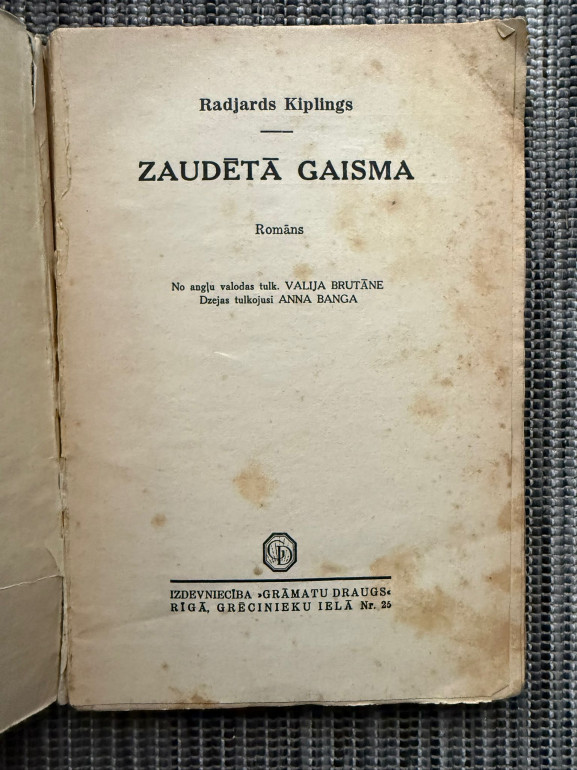 Radjards Kiplings
ZAUDĒTĀ GAISMA
Romāns
No angļu valodas tulk. VALIJA BRUTĀNE
Dzejas tulkojusi ANNA BANGA
GD
IZDEVNIECĪBA »GRĀMATU DRAUGS«
RĪGĀ, GRĒCINIEKU IELĀ Nr. 25